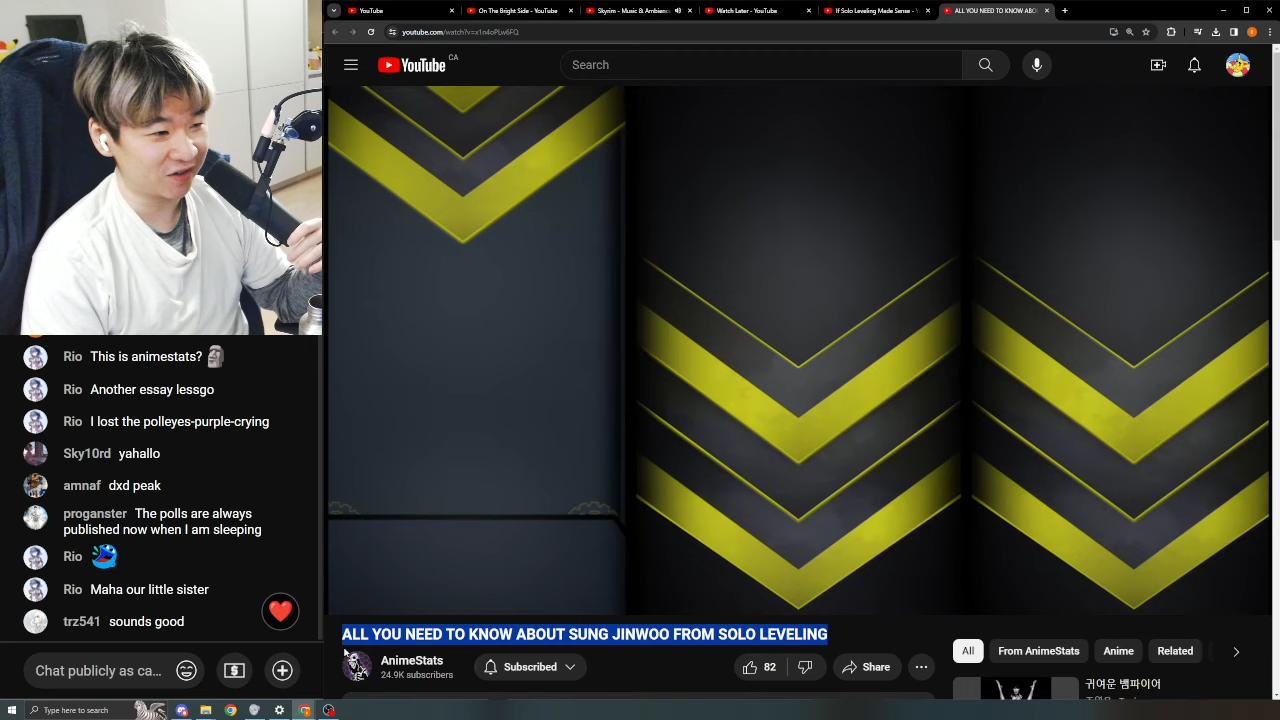 YouTube
On The Bright Side - YouTube
Skyrim - Music & Ambience
Watch Later - YouTube
If Solo Leveling Made Sense - Y
ALL YOU NEED TO KNOW ABO
youtube.com/watch?v=x1n4oPLw6FQ
YouTube CA
Search
Rio This is animestats?
Rio Another essay lessgo
Rio I lost the polleyes-purple-crying
Sky10rd yahallo
amnaf dxd peak
proganster The polls are always
published now when I am sleeping
Rio
Rio Maha our little sister
trz541 sounds good
Chat publicly as ca...
ALL YOU NEED TO KNOW ABOUT SUNG JINWOO FROM SOLO LEVELING
AnimeStats
24.9K subscribers
Subscribed
82
Share
All
From AnimeStats
Anime
Related
귀여운 뱀파이어
Type here to search